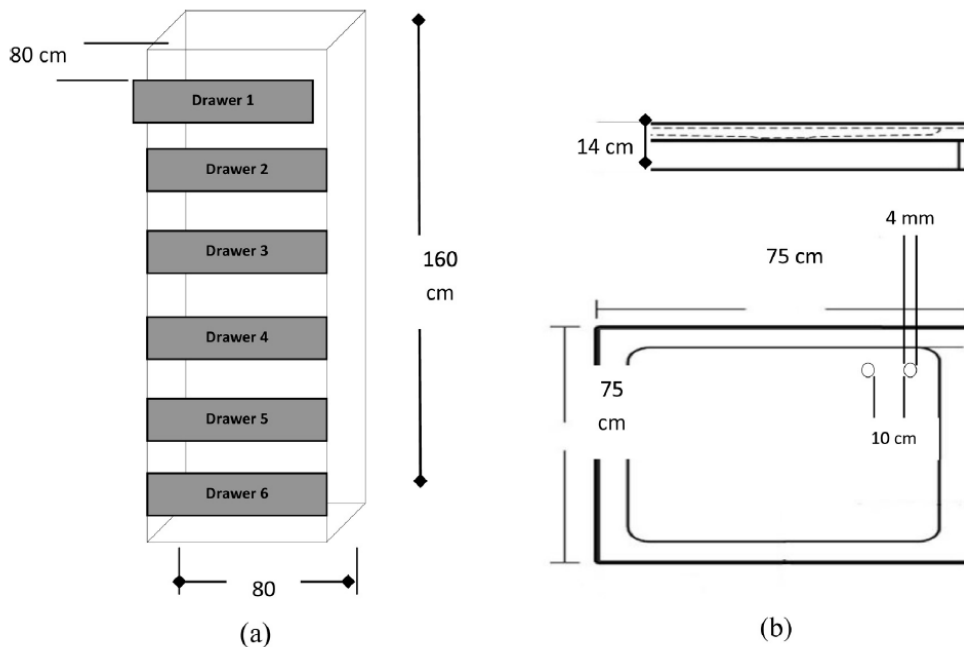 80 cm
Drawer 1
Drawer 2
Drawer 3
Drawer 4
Drawer 5
Drawer 6
160
cm
80
(a)
14 cm
4 mm
75 cm
75
cm
10 cm
(b)